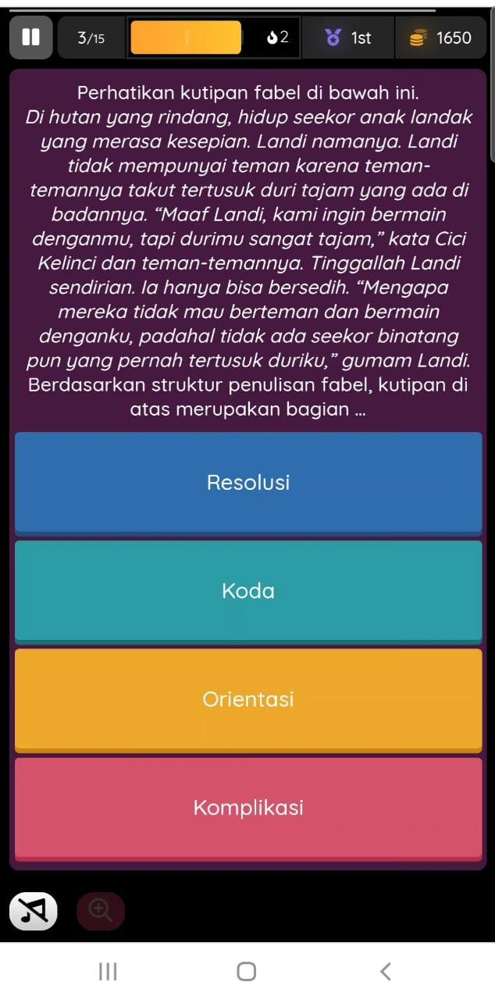 3/15
2
1st
1650
Perhatikan kutipan fabel di bawah ini.
Di hutan yang rindang, hidup seekor anak landak
yang merasa kesepian. Landi namanya. Landi
tidak mempunyai teman karena teman-
temannya takut tertusuk duri tajam yang ada di
badannya. “Maaf Landi, kami ingin bermain
denganmu, tapi durimu sangat tajam,” kata Cici
Kelinci dan teman-temannya. Tinggallah Landi
sendirian. Ia hanya bisa bersedih. “Mengapa
mereka tidak mau berteman dan bermain
denganku, padahal tidak ada seekor binatang
pun yang pernah tertusuk duriku,” gumam Landi.
Berdasarkan struktur penulisan fabel, kutipan di
atas merupakan bagian ...
Resolusi
Koda
Orientasi
Komplikasi